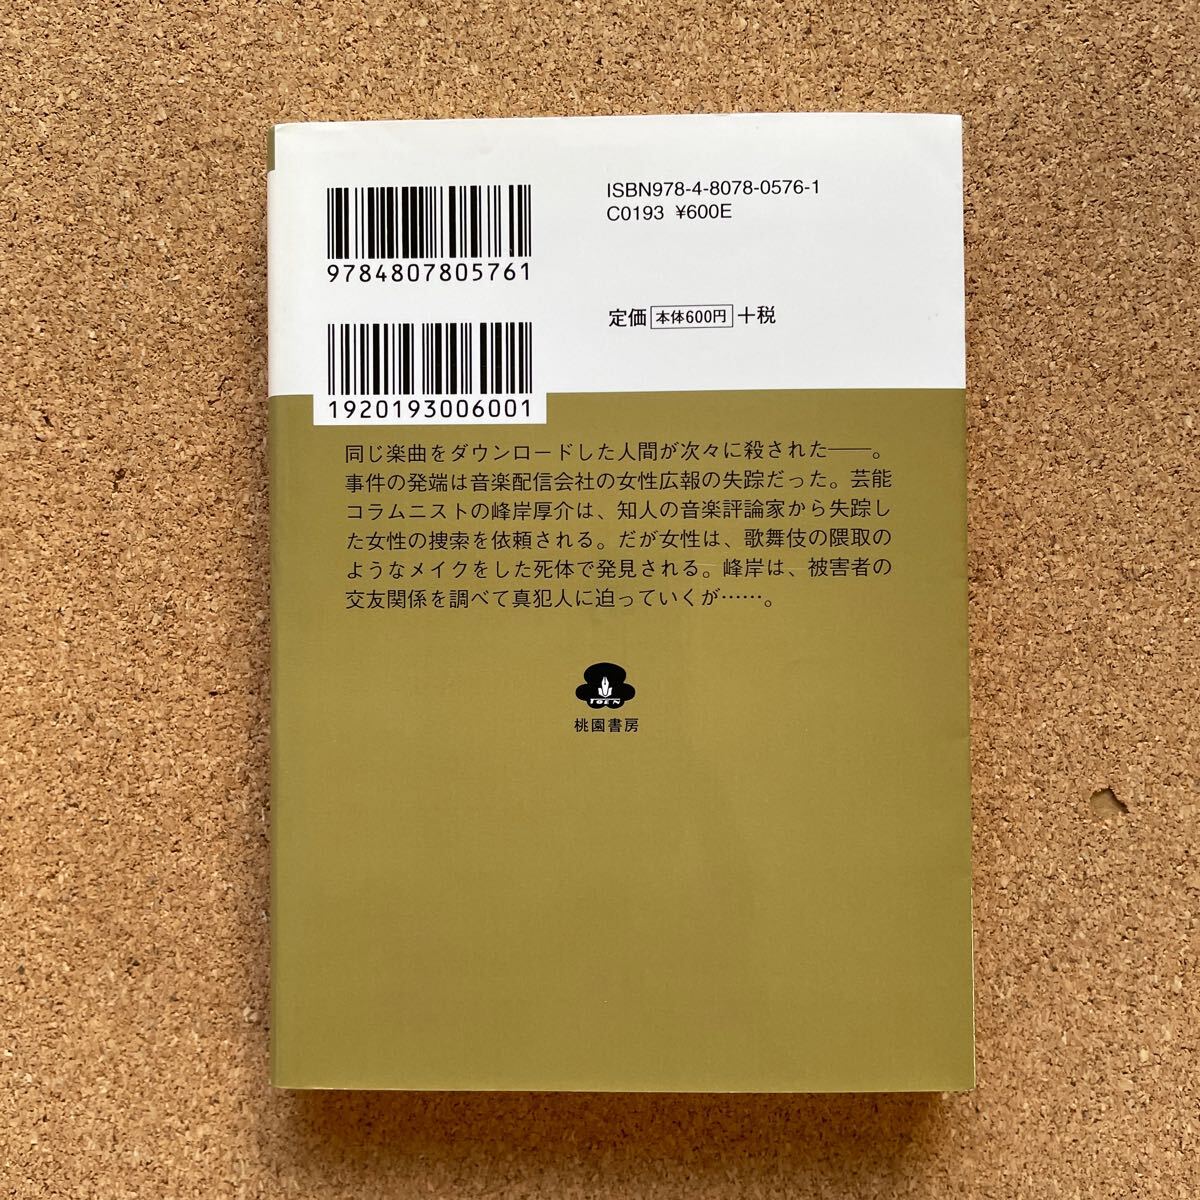 ISBN978-4-8078-0576-1
C0193 ¥600E
9784807805761
定価 本体600円 +税
1920193006001
同じ楽曲をダウンロードした人間が次々に殺された――。
事件の発端は音楽配信会社の女性広報の失踪だった。芸能
コラムニストの峰岸厚介は、知人の音楽評論家から失踪し
た女性の捜索を依頼される。だが女性は、歌舞伎の隈取の
ようなメイクをした死体で発見される。峰岸は、被害者の
交友関係を調べて真犯人に迫っていくが……。
TOEN
桃園書房